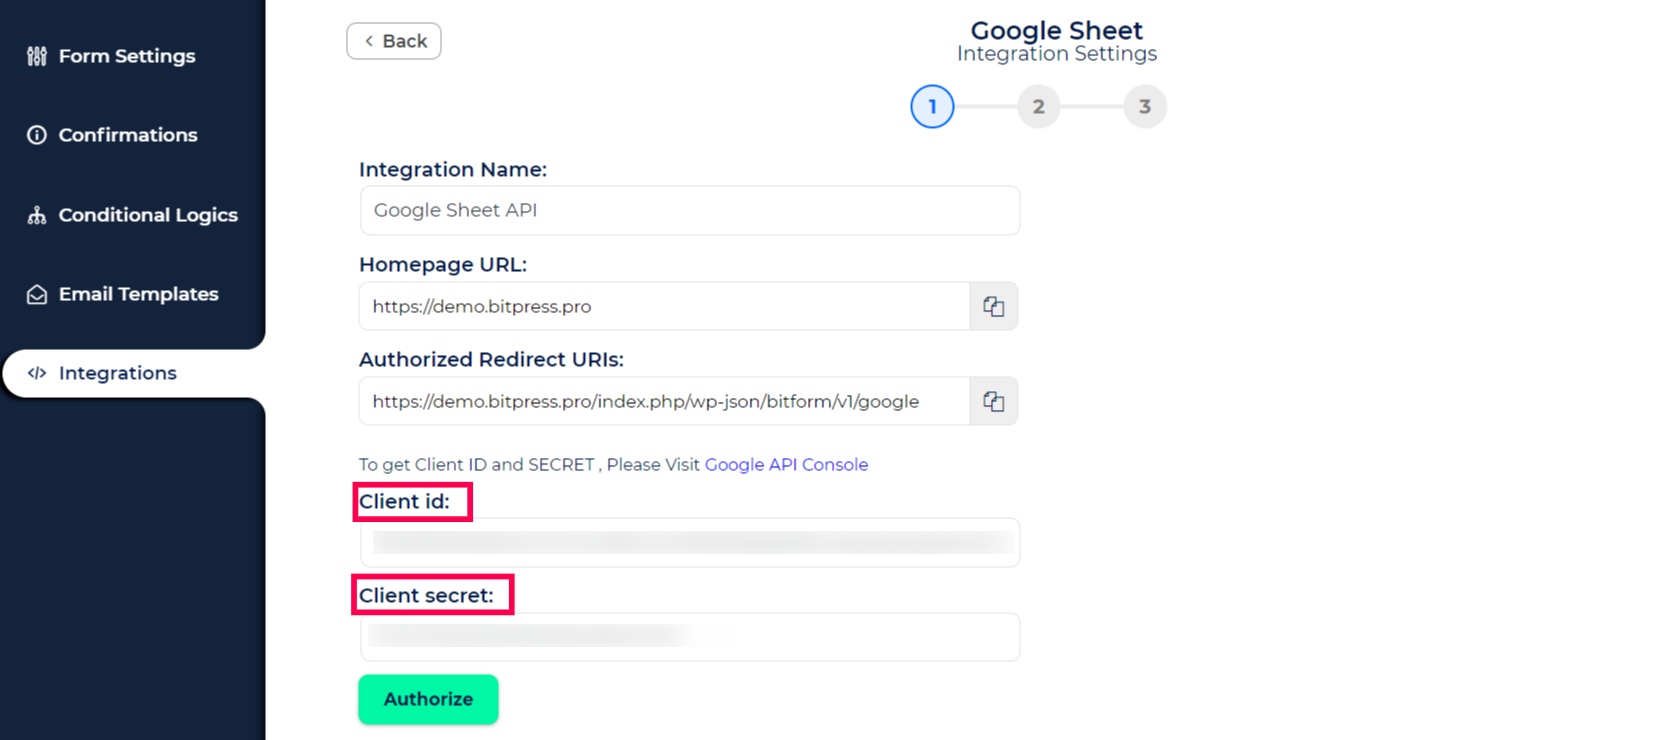 Form Settings
Confirmations
Conditional Logics
Email Templates
Integrations
Back
Google Sheet
Integration Settings
1 2 3
Integration Name:
Google Sheet API
Homepage URL:
https://demo.bitpress.pro
Authorized Redirect URIs:
https://demo.bitpress.pro/index.php/wp-json/bitform/v1/google
To get Client ID and SECRET , Please Visit Google API Console
Client id:
Client secret:
Authorize